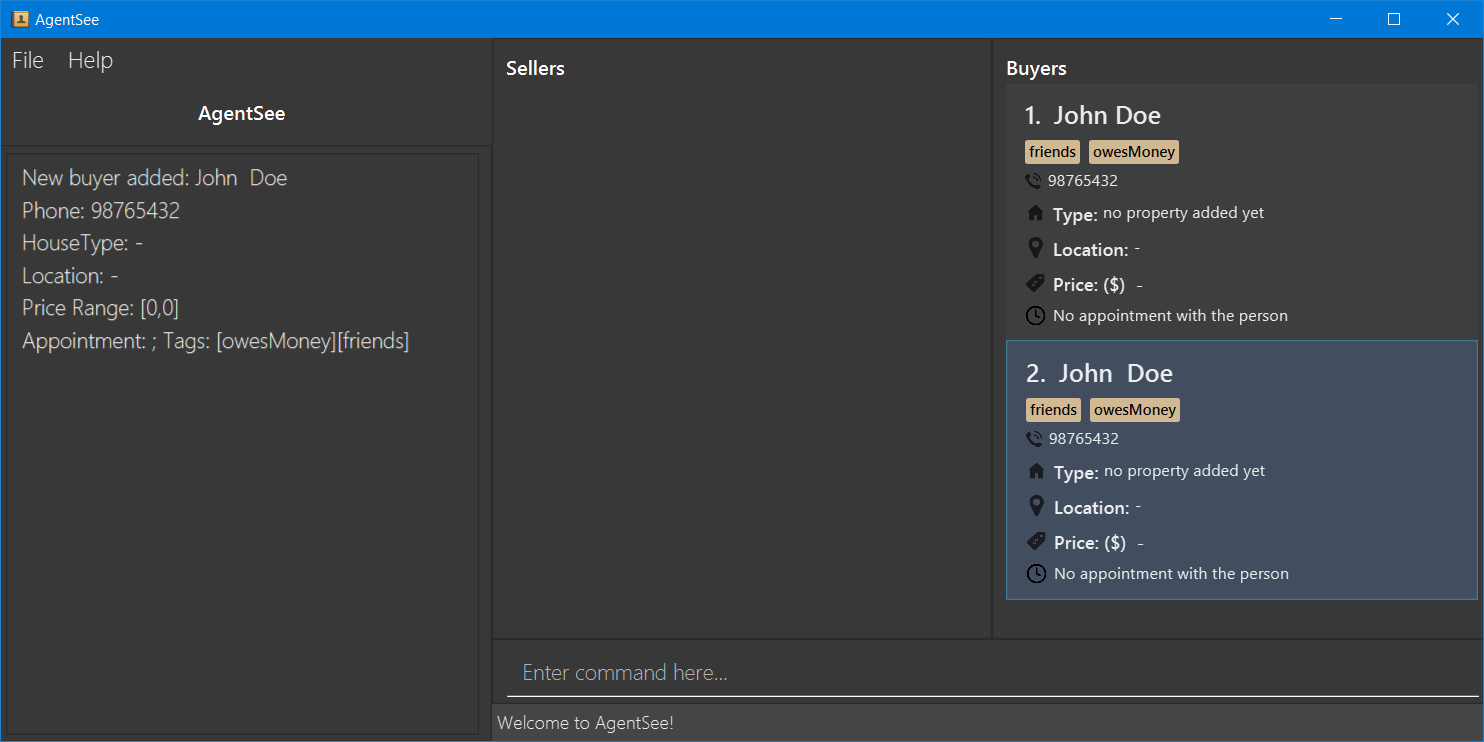 AgentSee
File Help
AgentSee
New buyer added: John  Doe
Phone: 98765432
HouseType: -
Location: -
Price Range: [0,0]
Appointment: ; Tags: [owesMoney][friends]
Sellers
Buyers
1. John Doe
friends owesMoney
98765432
Type: no property added yet
Location: -
Price: ($) -
No appointment with the person
2. John  Doe
friends owesMoney
98765432
Type: no property added yet
Location: -
Price: ($) -
No appointment with the person
Enter command here...
Welcome to AgentSee!